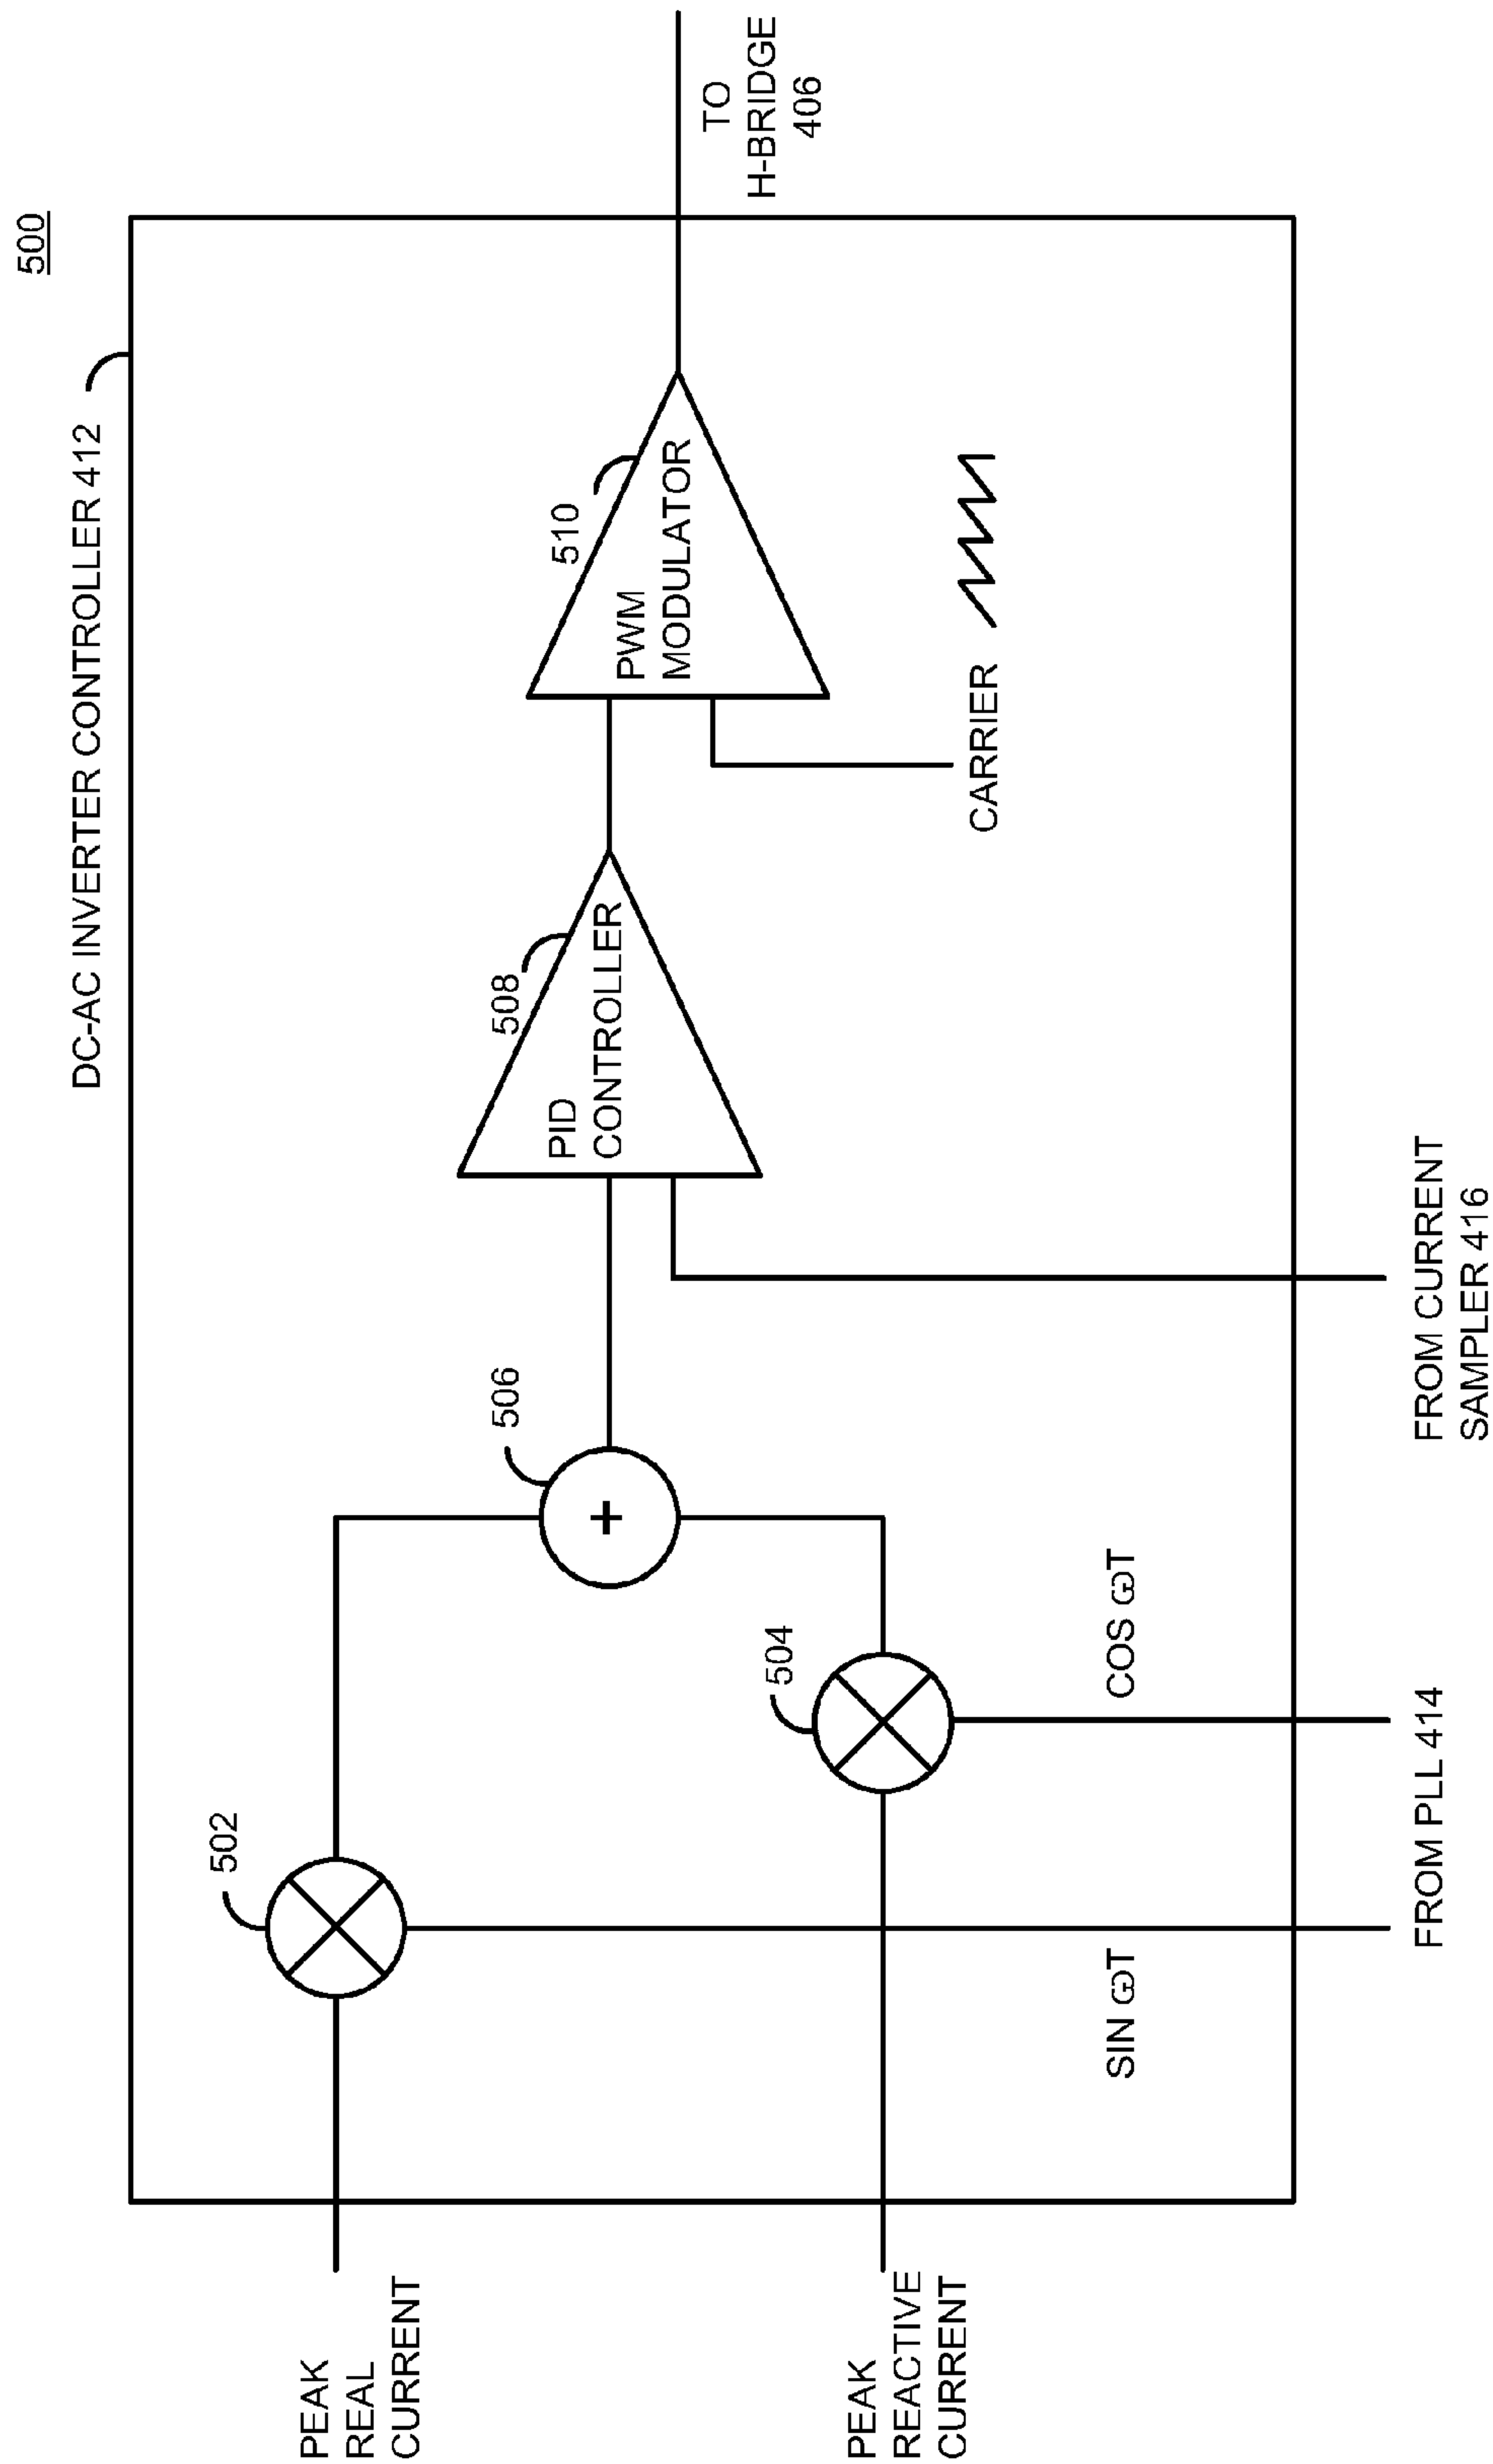 500
DC-AC INVERTER CONTROLLER 412
TO
H-BRIDGE
406
502
506
508
510
PID
CONTROLLER
PWM
MODULATOR
504
CARRIER
PEAK
REAL
CURRENT
PEAK
REACTIVE
CURRENT
SIN ωT
COS ωT
FROM PLL 414
FROM CURRENT
SAMPLER 416